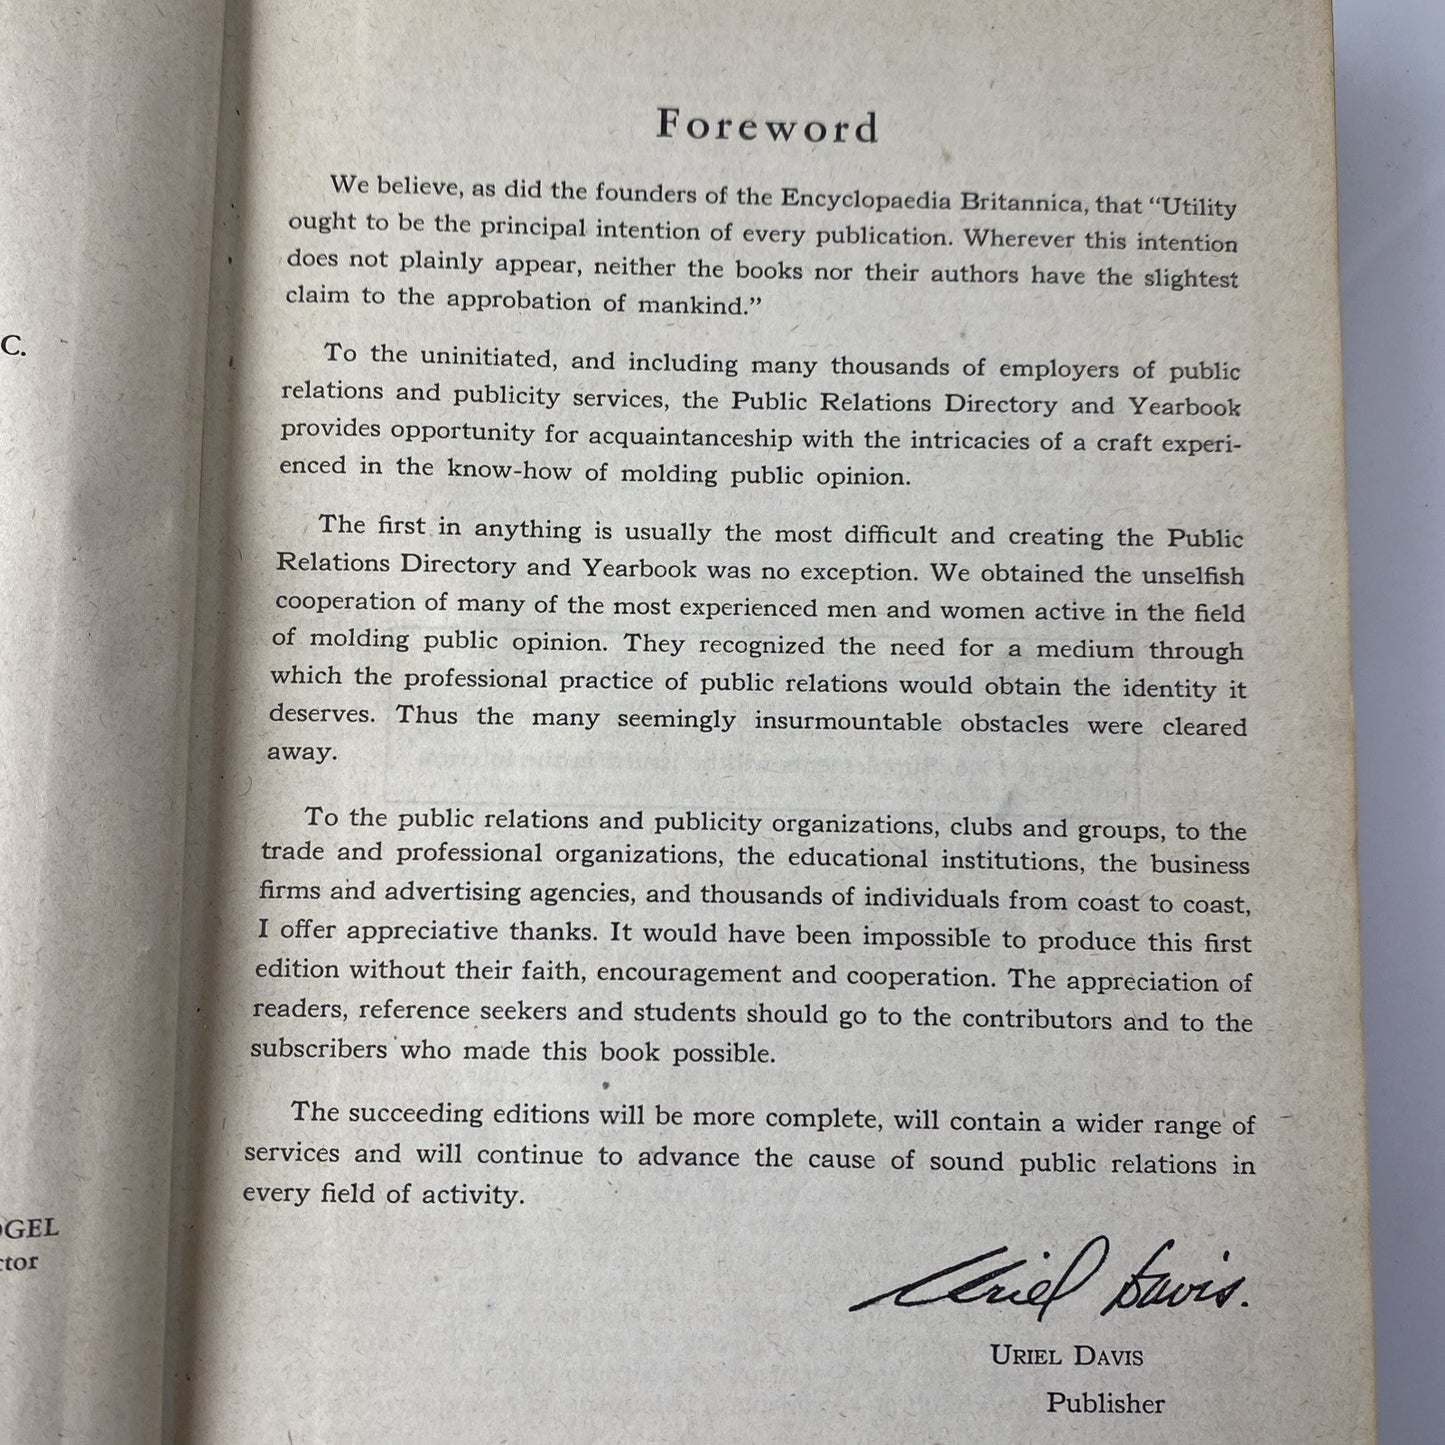 C.
OGEL
ctor
Foreword
We believe, as did the founders of the Encyclopaedia Britannica, that “Utility
ought to be the principal intention of every publication. Wherever this intention
does not plainly appear, neither the books nor their authors have the slightest
claim to the approbation of mankind.”
To the uninitiated, and including many thousands of employers of public
relations and publicity services, the Public Relations Directory and Yearbook
provides opportunity for acquaintanceship with the intricacies of a craft experi-
enced in the know-how of molding public opinion.
The first in anything is usually the most difficult and creating the Public
Relations Directory and Yearbook was no exception. We obtained the unselfish
cooperation of many of the most experienced men and women active in the field
of molding public opinion. They recognized the need for a medium through
which the professional practice of public relations would obtain the identity it
deserves. Thus the many seemingly insurmountable obstacles were cleared
away.
To the public relations and publicity organizations, clubs and groups, to the
trade and professional organizations, the educational institutions, the business
firms and advertising agencies, and thousands of individuals from coast to coast,
I offer appreciative thanks. It would have been impossible to produce this first
edition without their faith, encouragement and cooperation. The appreciation of
readers, reference seekers and students should go to the contributors and to the
subscribers who made this book possible.
The succeeding editions will be more complete, will contain a wider range of
services and will continue to advance the cause of sound public relations in
every field of activity.
Uriel Davis.
URIEL DAVIS
Publisher